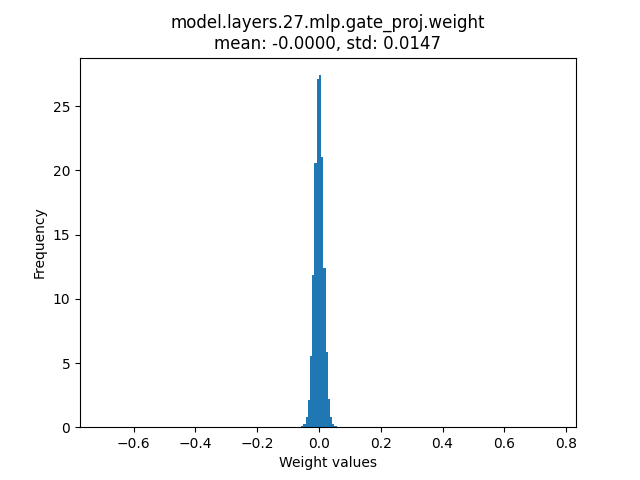 model.layers.27.mlp.gate_proj.weight
mean: -0.0000, std: 0.0147
Frequency
25
20
15
10
5
0
−0.6 −0.4 −0.2 0.0 0.2 0.4 0.6 0.8
Weight values